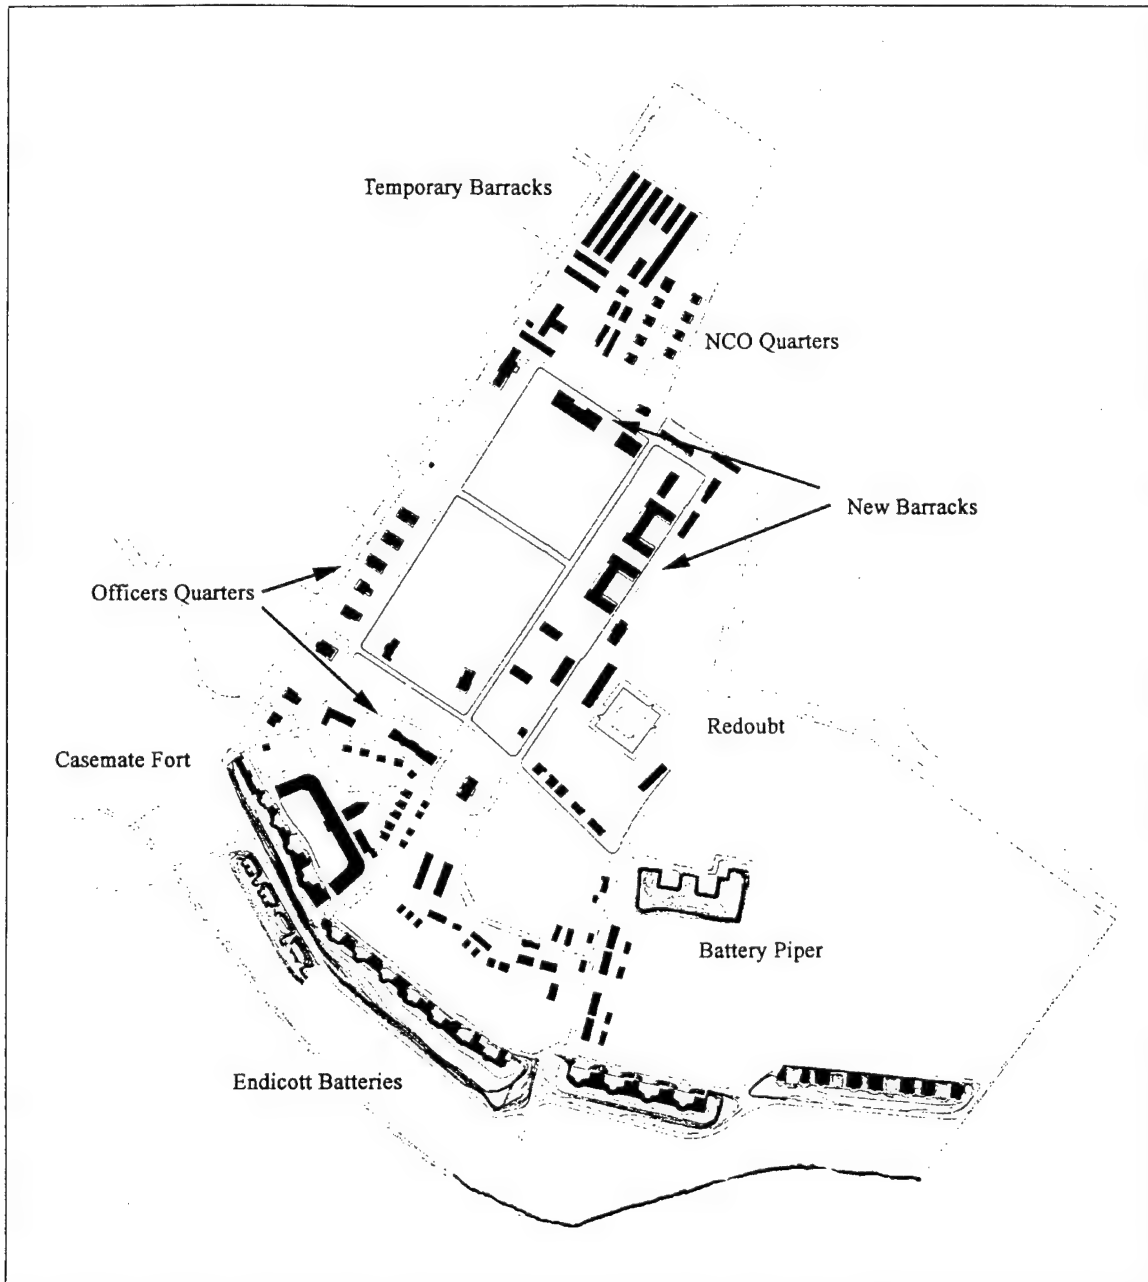 Temporary Barracks
NCO Quarters
New Barracks
Officers Quarters
Redoubt
Casemate Fort
Battery Piper
Endicott Batteries